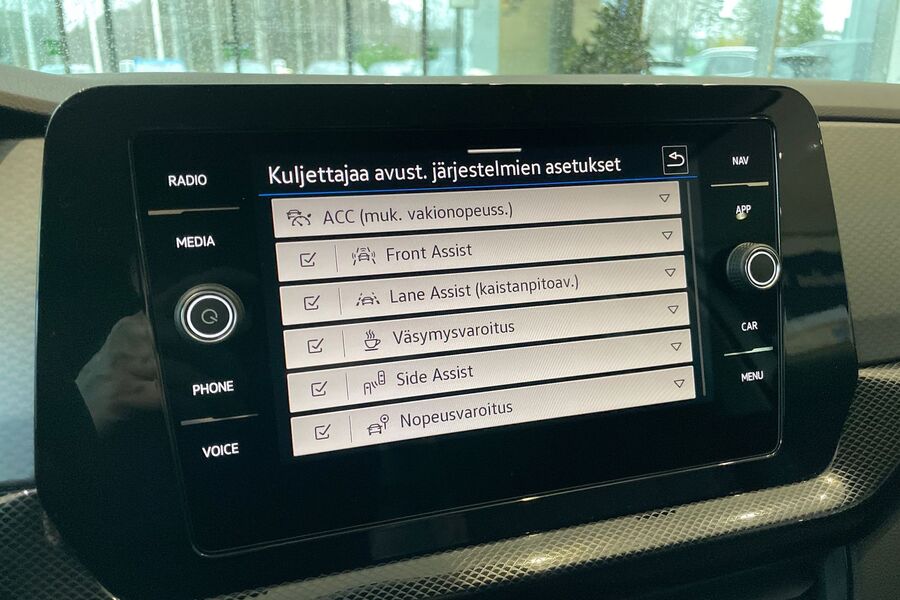 RADIO
MEDIA
PHONE
VOICE
Kuljettajaa avust. järjestelmien asetukset
ACC (muk. vakionopeuss.)
Front Assist
Lane Assist (kaistanpitoav.)
Väsymysvaroitus
Side Assist
Nopeusvaroitus
NAV
APP
CAR
MENU